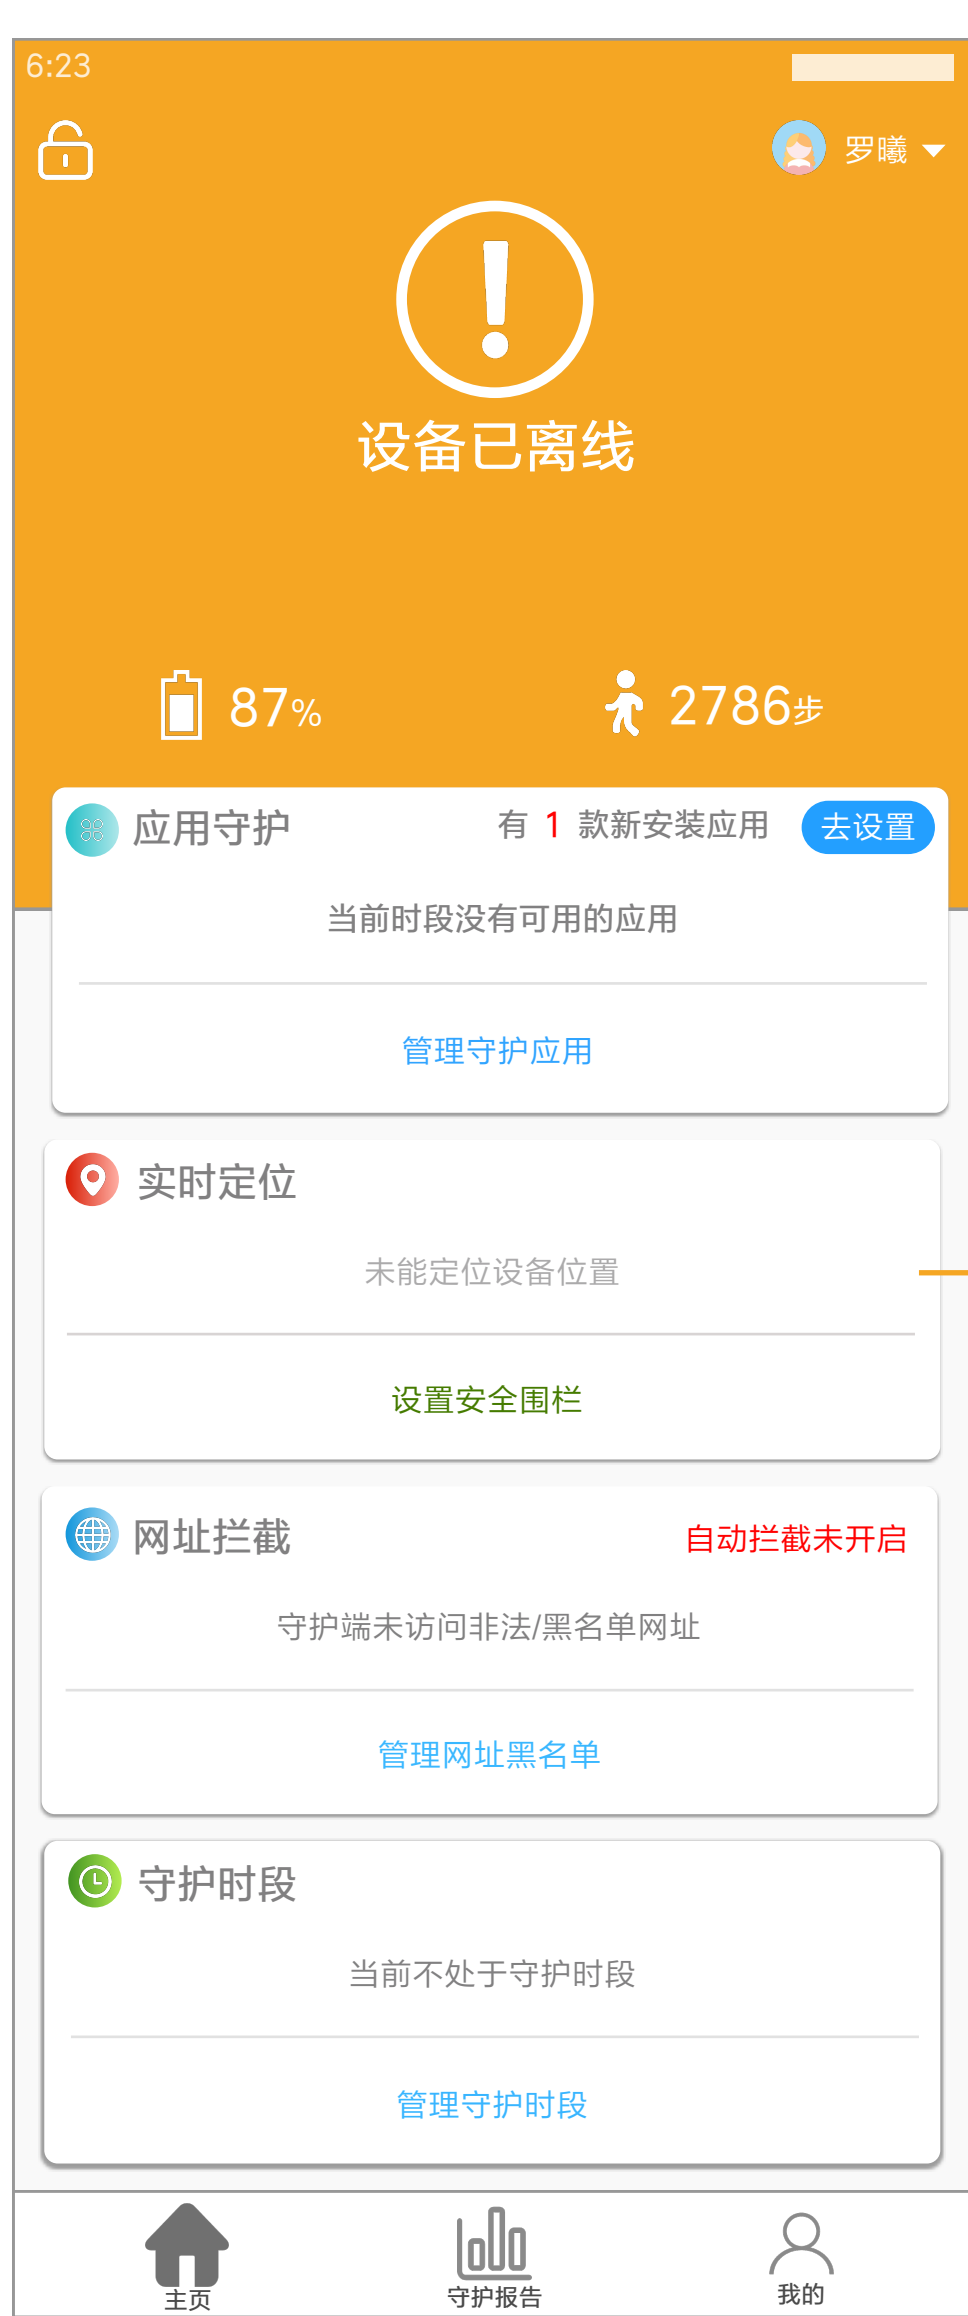 6:23
罗曦
设备已离线
87%
2786步
应用守护 有 1 款新安装应用 去设置
当前时段没有可用的应用
管理守护应用
实时定位
未能定位设备位置
设置安全围栏
网址拦截 自动拦截未开启
守护端未访问非法/黑名单网址
管理网址黑名单
守护时段
当前不处于守护时段
管理守护时段
主页 守护报告 我的